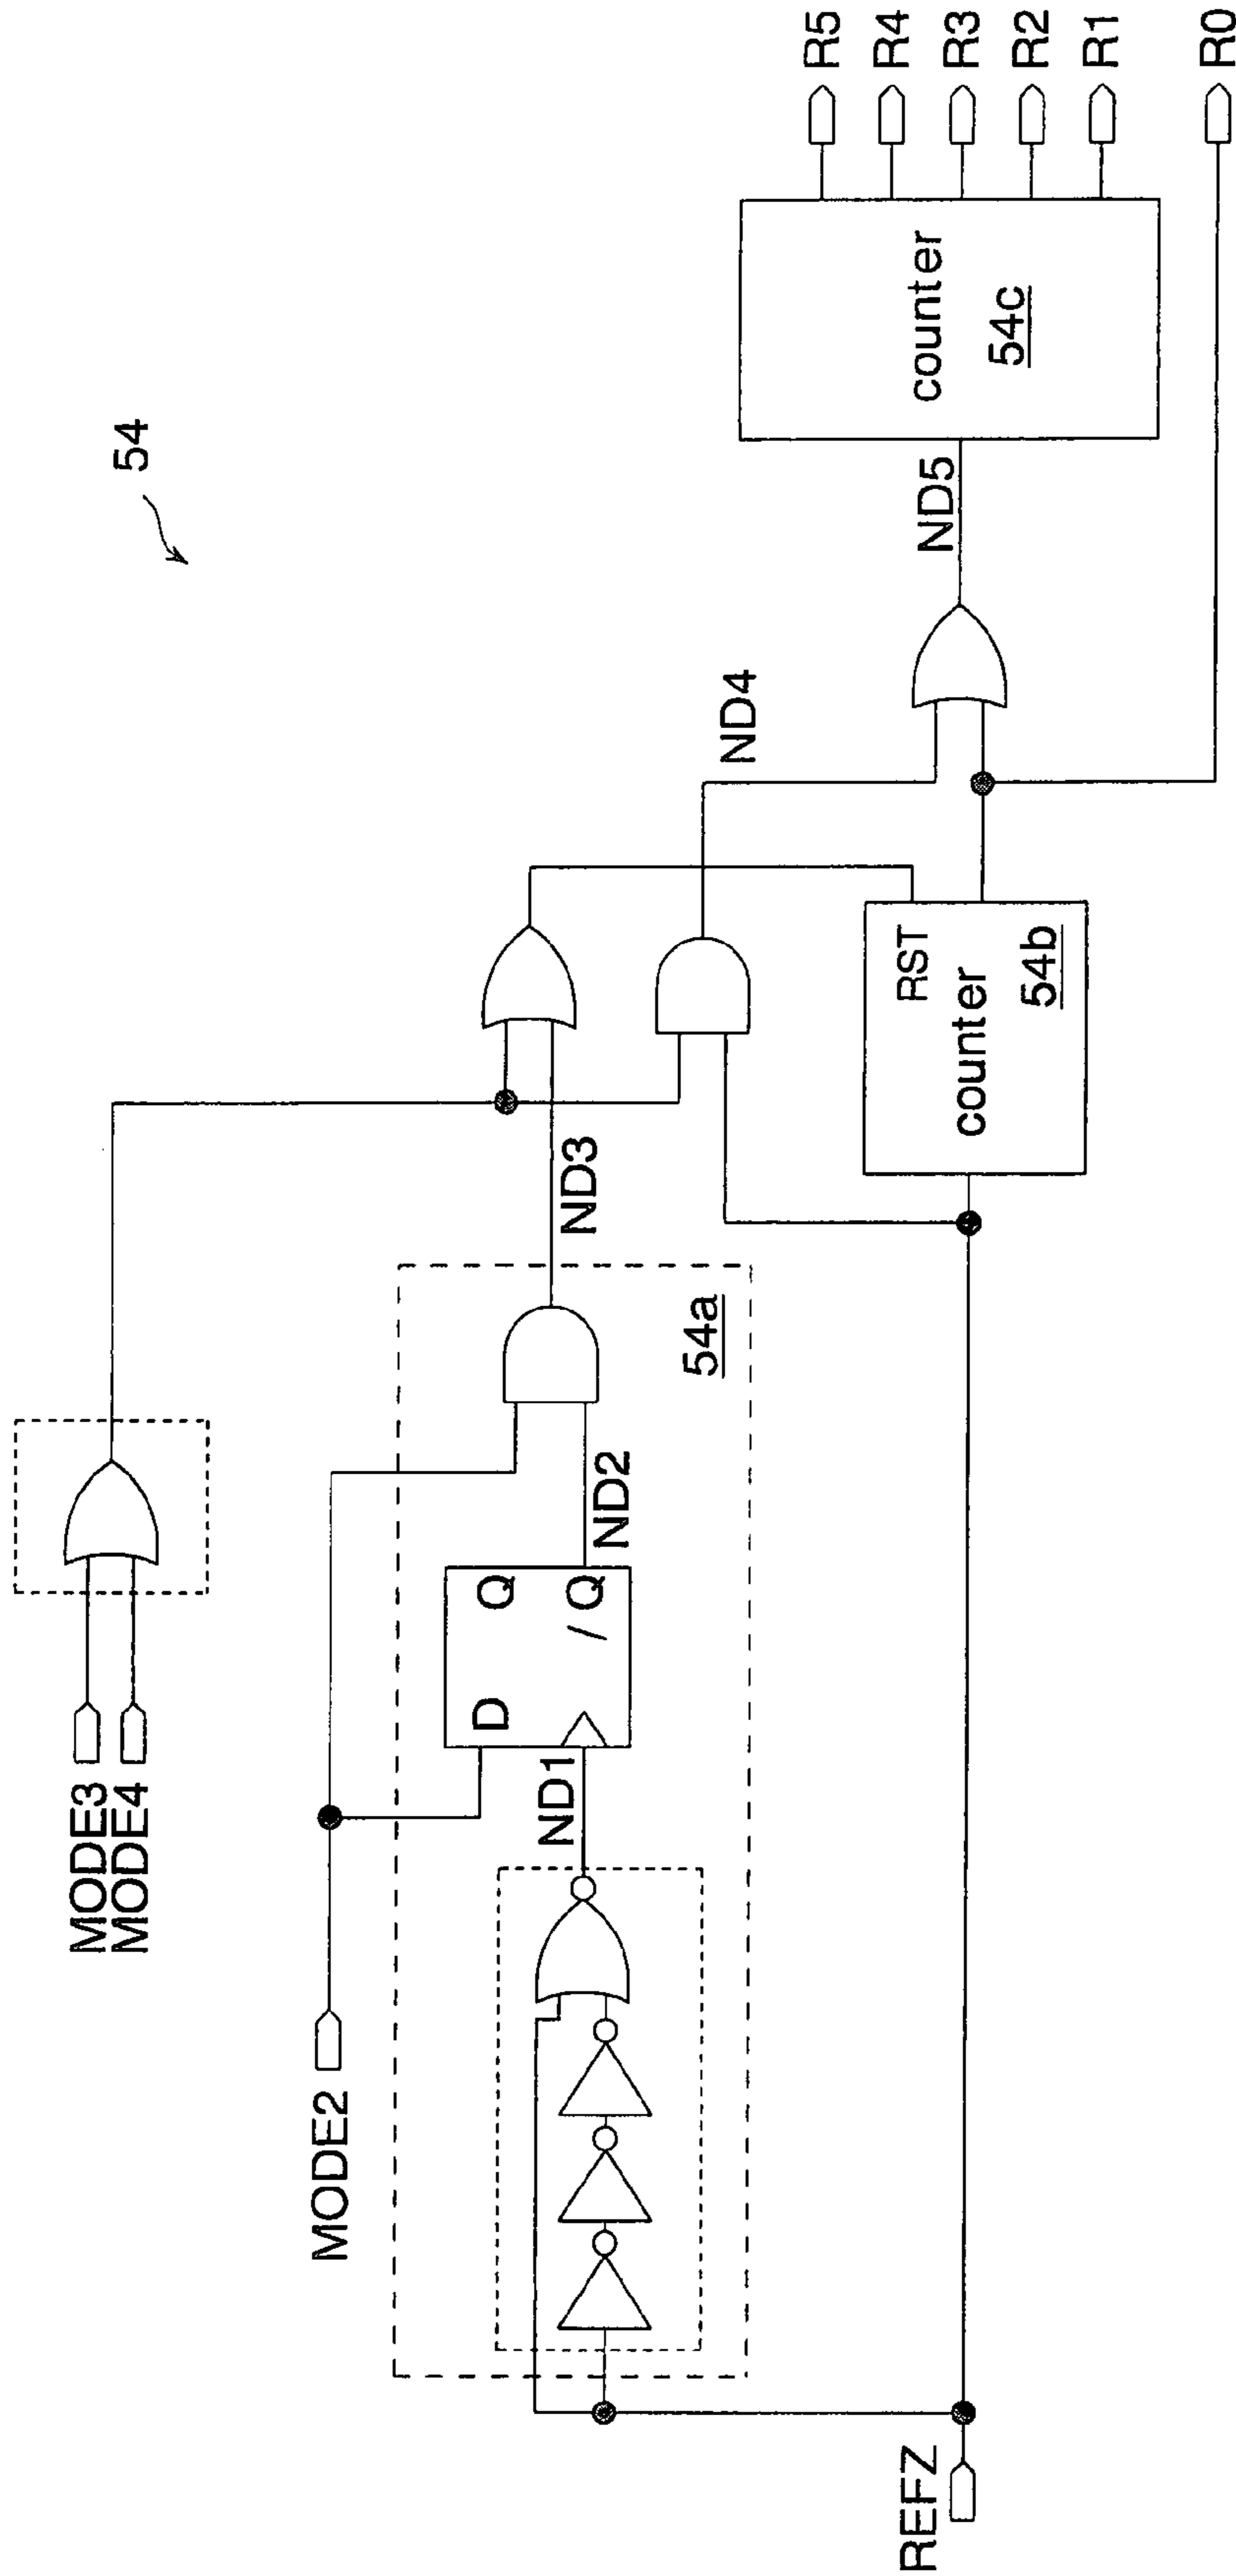 54
MODE3
MODE4
MODE2
REFZ
ND1
D
Q
/Q
ND2
54a
ND3
RST
counter
54b
ND4
ND5
counter
54c
R5
R4
R3
R2
R1
R0